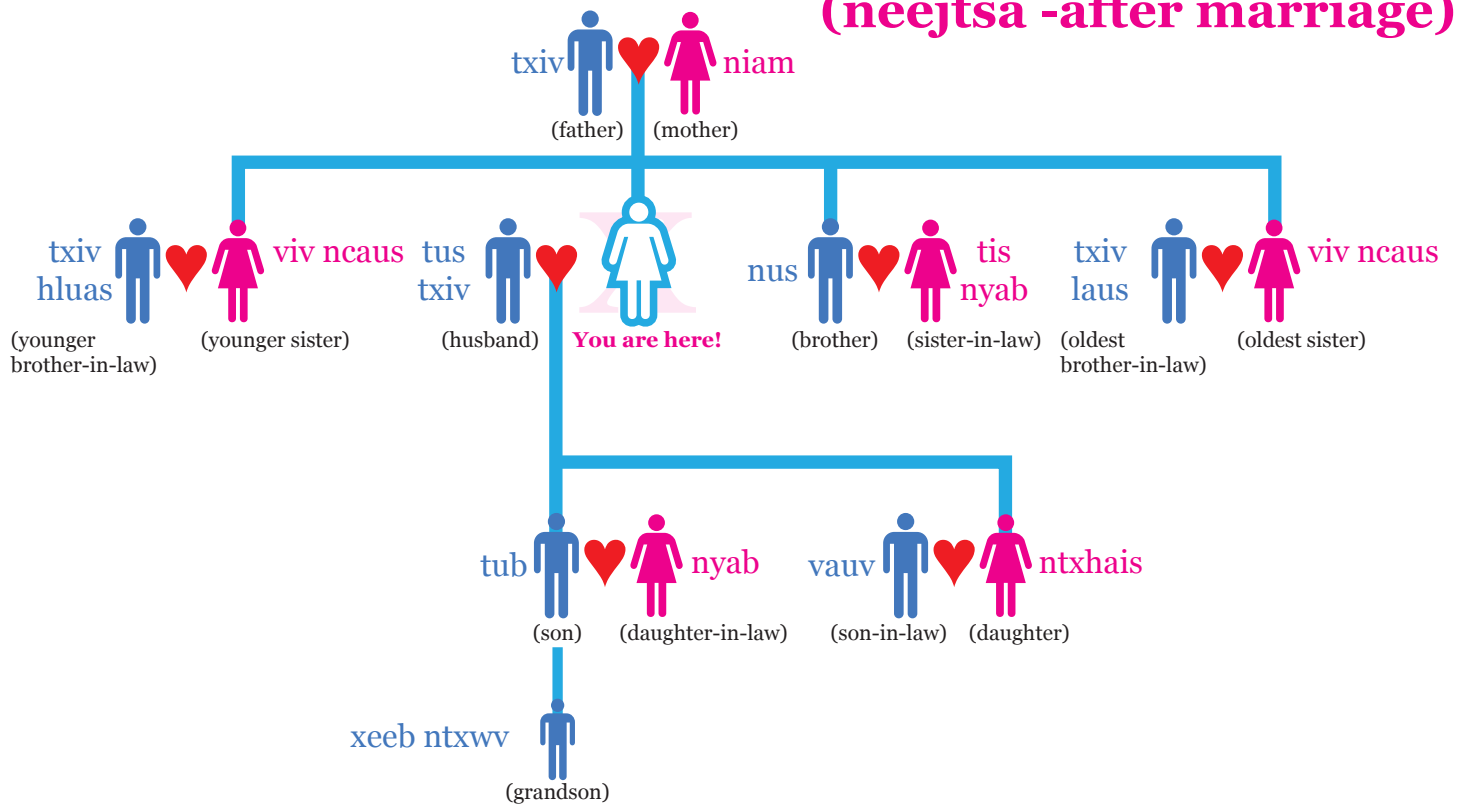 (neejtsa -after marriage)
txiv
niam
(father)
(mother)
txiv
hluas
viv ncaus
tus
txiv
nus
tis
nyab
txiv
laus
viv ncaus
(younger
brother-in-law)
(younger sister)
(husband)
You are here!
(brother)
(sister-in-law)
(oldest
brother-in-law)
(oldest sister)
tub
nyab
vauv
ntxhais
(son)
(daughter-in-law)
(son-in-law)
(daughter)
xeeb ntxwv
(grandson)